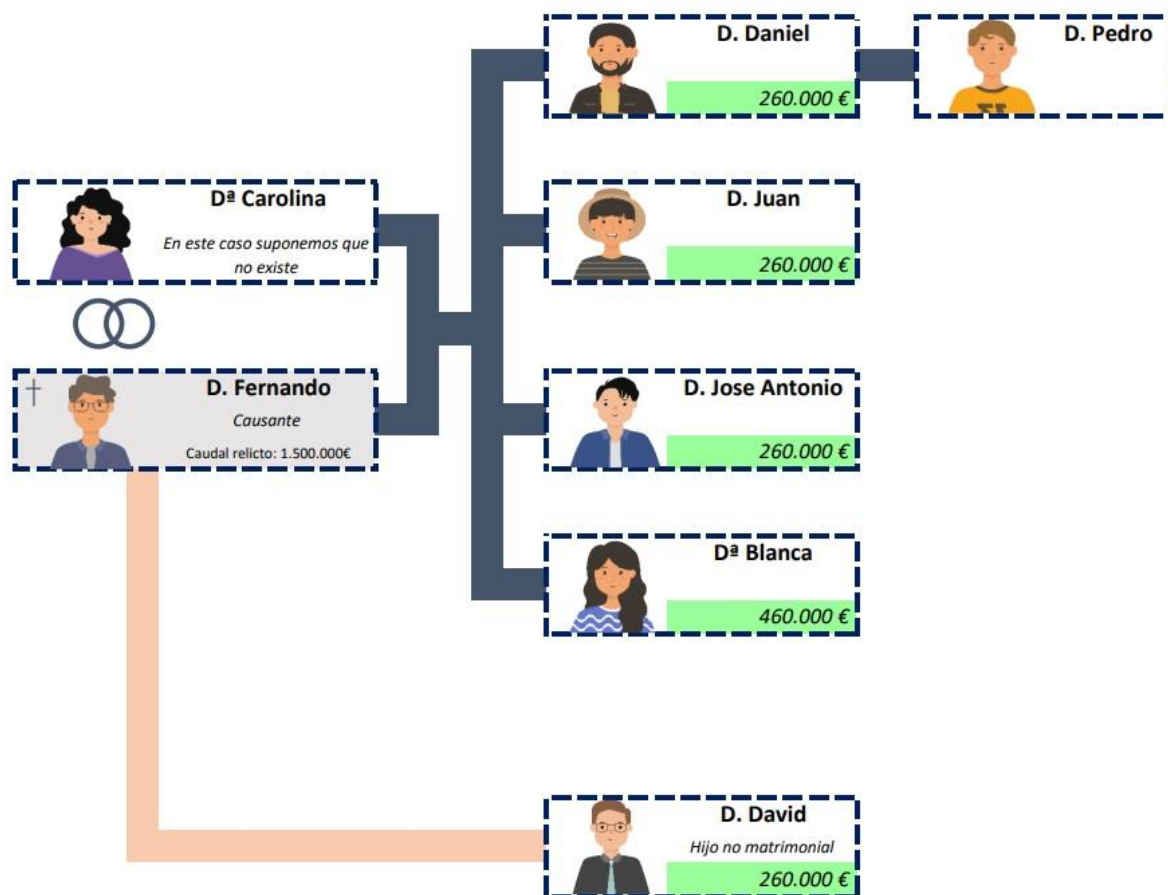 D. Daniel
260.000 €
D. Pedro
Dª Carolina
En este caso suponemos que
no existe
D. Juan
260.000 €
D. Fernando
Causante
Caudal relicto: 1.500.000€
D. Jose Antonio
260.000 €
Dª Blanca
460.000 €
D. David
Hijo no matrimonial
260.000 €